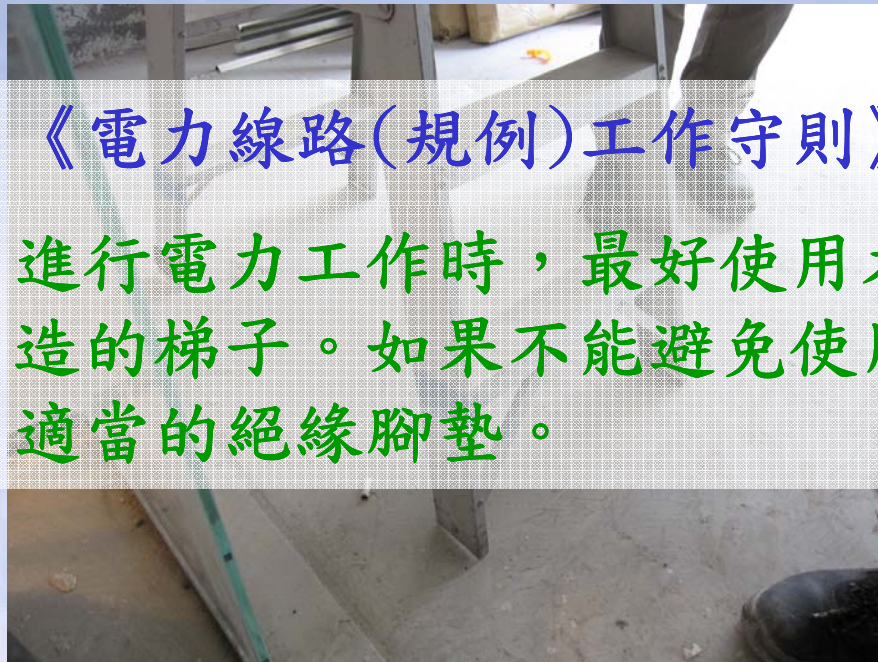 《電力線路(規例)工作守則》
進行電力工作時，最好使用
造的梯子。如果不能避免使
適當的絕緣腳墊。